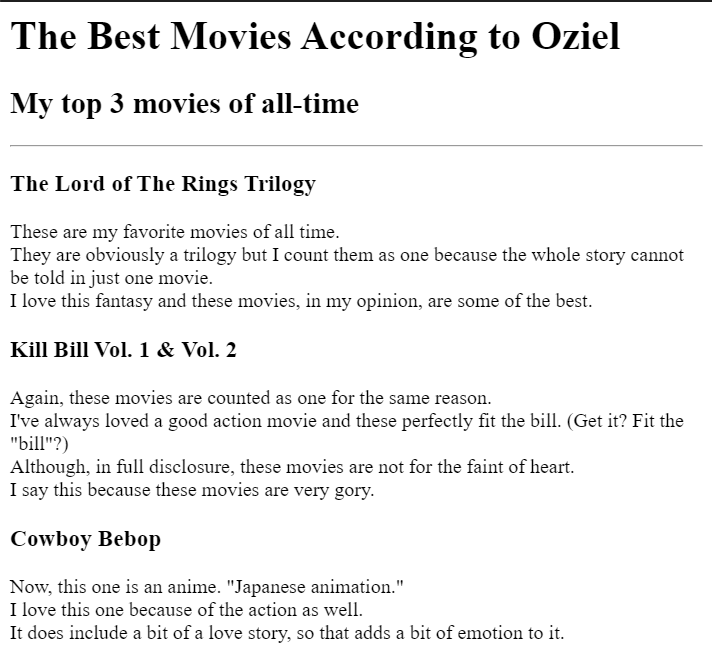 The Best Movies According to Oziel
My top 3 movies of all-time
The Lord of The Rings Trilogy
These are my favorite movies of all time.
They are obviously a trilogy but I count them as one because the whole story cannot
be told in just one movie.
I love this fantasy and these movies, in my opinion, are some of the best.
Kill Bill Vol. 1 & Vol. 2
Again, these movies are counted as one for the same reason.
I've always loved a good action movie and these perfectly fit the bill. (Get it? Fit the
"bill"?)
Although, in full disclosure, these movies are not for the faint of heart.
I say this because these movies are very gory.
Cowboy Bebop
Now, this one is an anime. "Japanese animation."
I love this one because of the action as well.
It does include a bit of a love story, so that adds a bit of emotion to it.